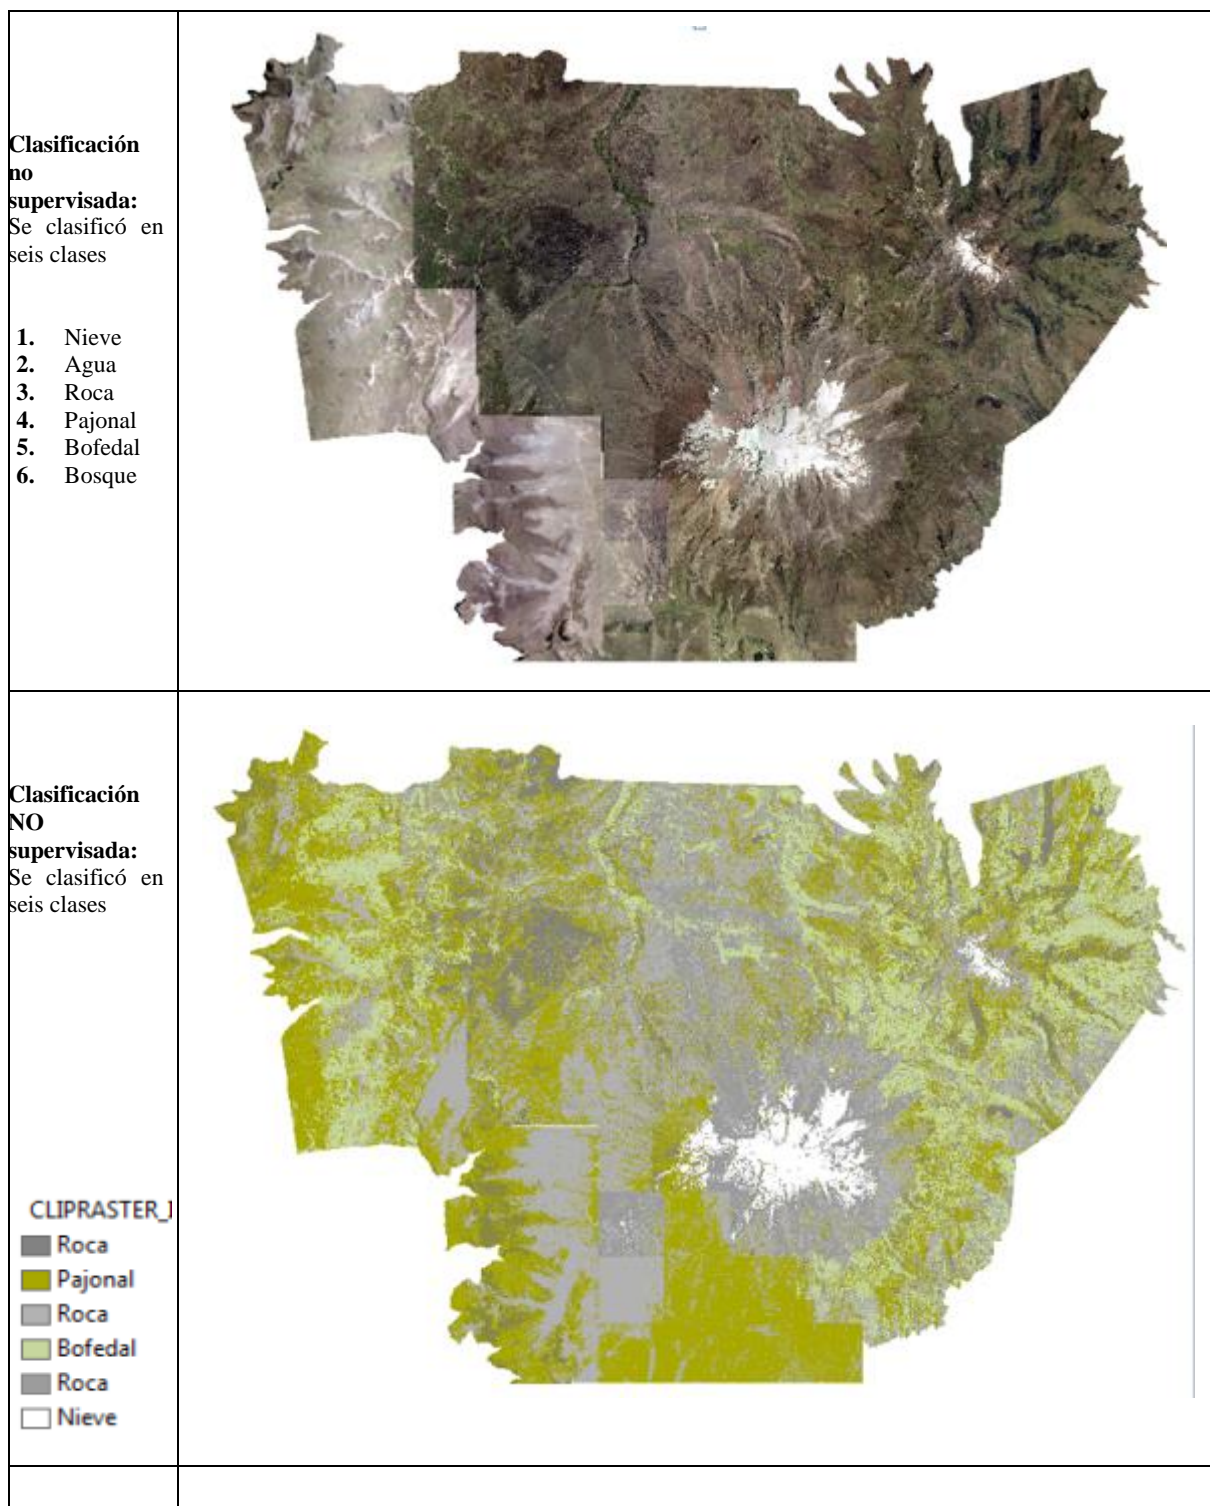 Clasificación
no
supervisada:
Se clasificó en
seis clases
1. Nieve
2. Agua
3. Roca
4. Pajonal
5. Bofedal
6. Bosque
Clasificación
NO
supervisada:
Se clasificó en
seis clases
Roca
Pajonal
Roca
Bofedal
Roca
Nieve